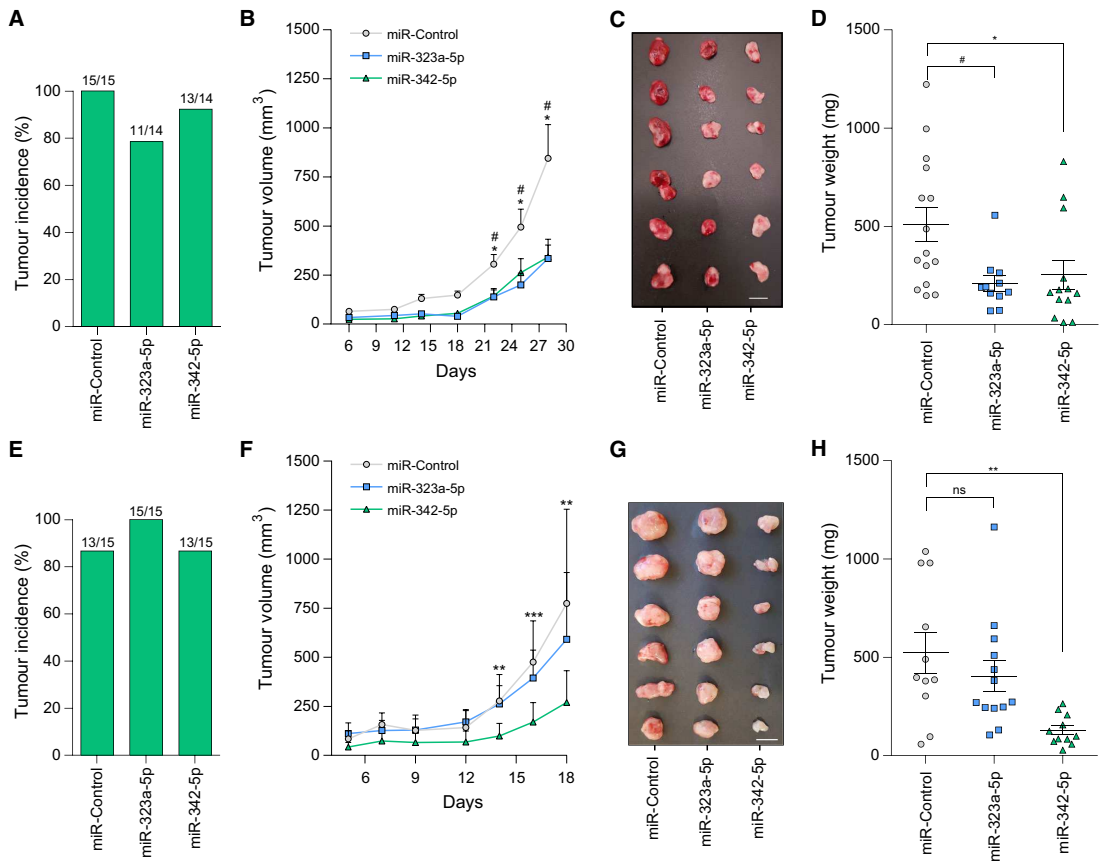 A
Tumour incidence (%)
100
80
60
40
20
0
15/15
11/14
13/14
miR-Control
miR-323a-5p
miR-342-5p
B
Tumour volume (mm3)
1500
1000
750
500
250
0
miR-Control
miR-323a-5p
miR-342-5p
#
*
#
*
#
*
6 9 12 15 18 21 24 27 30
Days
C
miR-Control
miR-323a-5p
miR-342-5p
D
Tumour weight (mg)
1500
1000
500
0
*
#
miR-Control
miR-323a-5p
miR-342-5p
E
Tumour incidence (%)
100
80
60
40
20
0
13/15
15/15
13/15
miR-Control
miR-323a-5p
miR-342-5p
F
Tumour volume (mm3)
1500
1250
1000
750
500
250
0
miR-Control
miR-323a-5p
miR-342-5p
**
***
**
6 9 12 15 18
Days
G
miR-Control
miR-323a-5p
miR-342-5p
H
Tumour weight (mg)
1500
1000
500
0
**
ns
miR-Control
miR-323a-5p
miR-342-5p